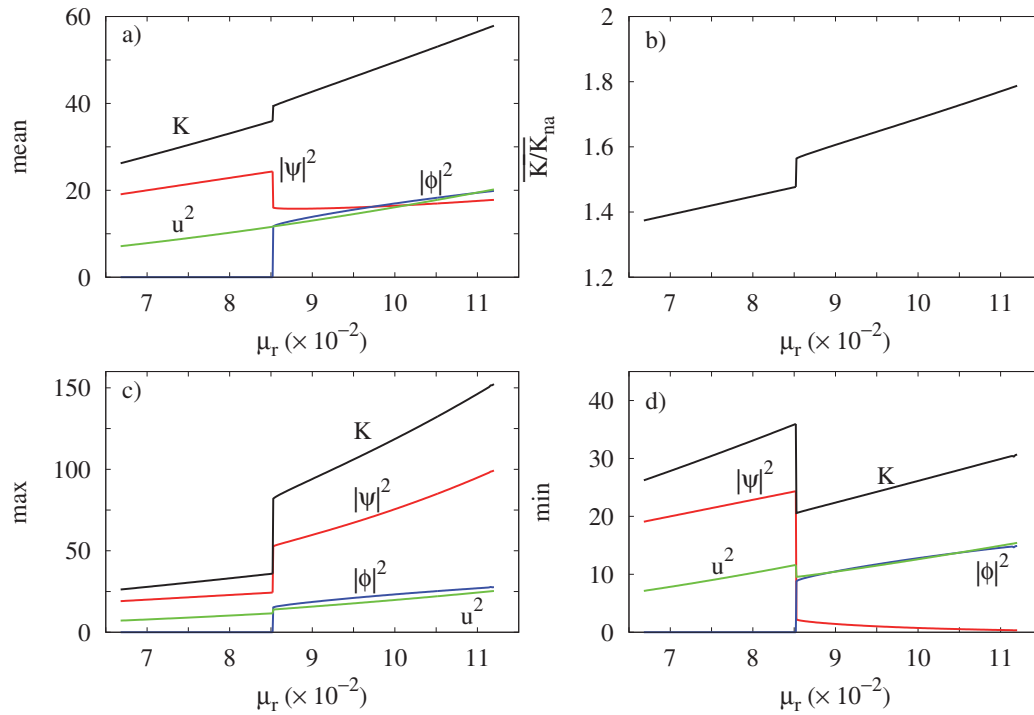 a)
60
40
20
0
mean
K
|ψ|²
|ϕ|²
u²
7 8 9 10 11
μᵣ (× 10⁻²)
b)
2
1.8
1.6
1.4
1.2
K/Kₙₐ
7 8 9 10 11
μᵣ (× 10⁻²)
c)
150
100
50
0
max
K
|ψ|²
|ϕ|²
u²
7 8 9 10 11
μᵣ (× 10⁻²)
d)
40
30
20
10
0
min
K
|ψ|²
u²
|ϕ|²
7 8 9 10 11
μᵣ (× 10⁻²)